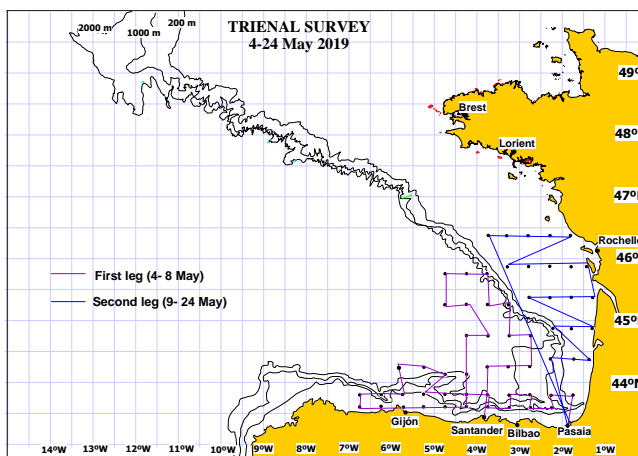 2000 m
1000 m
200 m
TRIENAL SURVEY
4-24 May 2019
49º
Brest
48º
Lorient
47º
Rochelle
46º
First leg (4- 8 May)
Second leg (9- 24 May)
45º
44º
Gijón
Santander
Bilbao
Pasaia
14ºW 13ºW 12ºW 11ºW 10ºW 9ºW 8ºW 7ºW 6ºW 5ºW 4ºW 3ºW 2ºW 1ºW